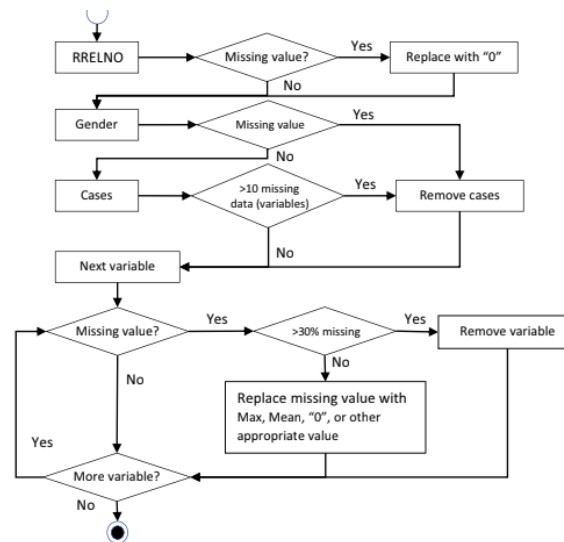 RRELNO
Missing value?
Yes
Replace with “0”
No
Gender
Missing value
Yes
No
Cases
>10 missing
data (variables)
Yes
Remove cases
No
Next variable
Missing value?
Yes
>30% missing
Yes
Remove variable
No
No
Replace missing value with
Max, Mean, “0”, or other
appropriate value
Yes
More variable?
No